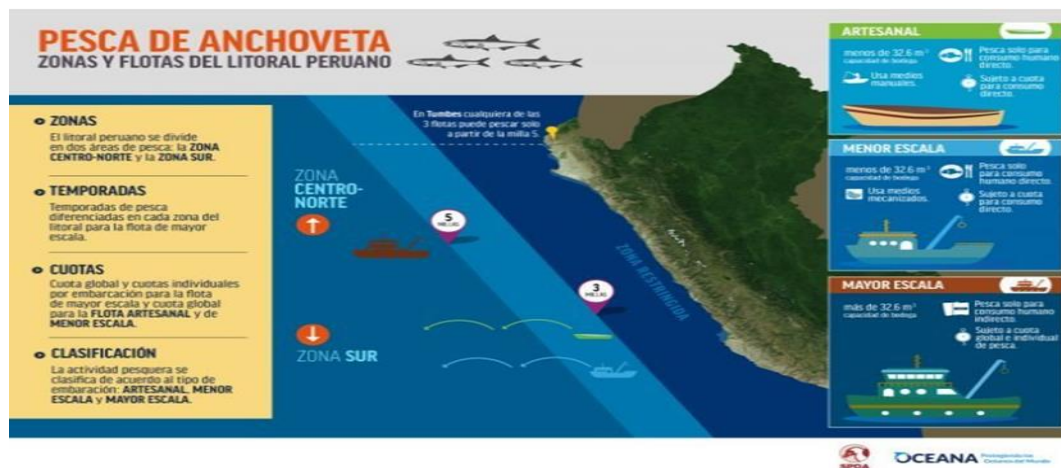 PESCA DE ANCHOVETA
ZONAS Y FLOTAS DEL LITORAL PERUANO
ZONAS
El litoral peruano se divide
en dos áreas de pesca: la ZONA
CENTRO-NORTE y la ZONA SUR.
TEMPORADAS
Temporadas de pesca
diferenciadas en cada zona del
litoral para la flota de mayor
escala.
CUOTAS
Cuota global y cuotas individuales
por embarcación para la flota
de mayor escala y cuota global
para la FLOTA ARTESANAL y de
MENOR ESCALA.
CLASIFICACIÓN
La actividad pesquera se
clasifica de acuerdo al tipo de
embaración: ARTESANAL, MENOR
ESCALA y MAYOR ESCALA.
En Tumbes cualquiera de las
3 flotas puede pescar solo
a partir de la milla 5.
ZONA
CENTRO-
NORTE
5
MILLAS
3
MILLAS
ZONA RESTRINGIDA
ZONA SUR
ARTESANAL
menos de 32.6 m³
capacidad de bodega
Pesca solo para
consumo humano
directo.
Usa medios
manuales.
Sujeto a cuota
para consumo
directo.
MENOR ESCALA
menos de 32.6 m³
capacidad de bodega
Pesca solo
para consumo
humano directo.
Usa medios
mecanizados.
Sujeto a cuota
para consumo
directo.
MAYOR ESCALA
más de 32.6 m³
capacidad de bodega
Pesca solo para
consumo humano
indirecto.
Sujeto a cuota
global e individual
de pesca.
SPDA
OCEANA
Protegiendo los
Océanos del Mundo